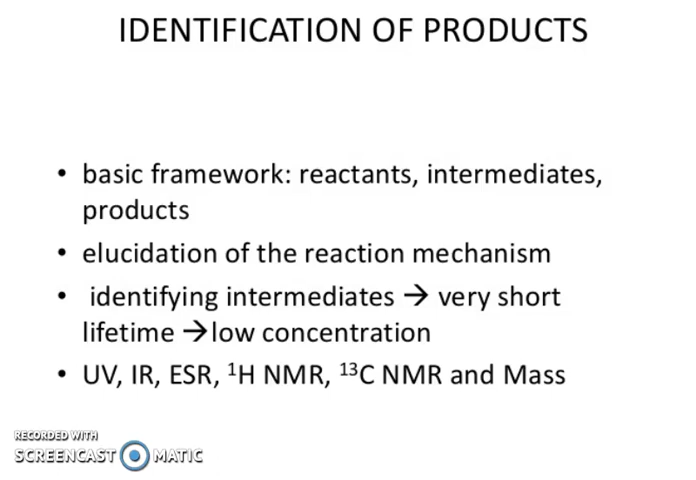 IDENTIFICATION OF PRODUCTS
• basic framework: reactants, intermediates,
products
• elucidation of the reaction mechanism
• identifying intermediates → very short
lifetime →low concentration
• UV, IR, ESR, ¹H NMR, ¹³C NMR and Mass
RECORDED WITH
SCREENCAST MATIC